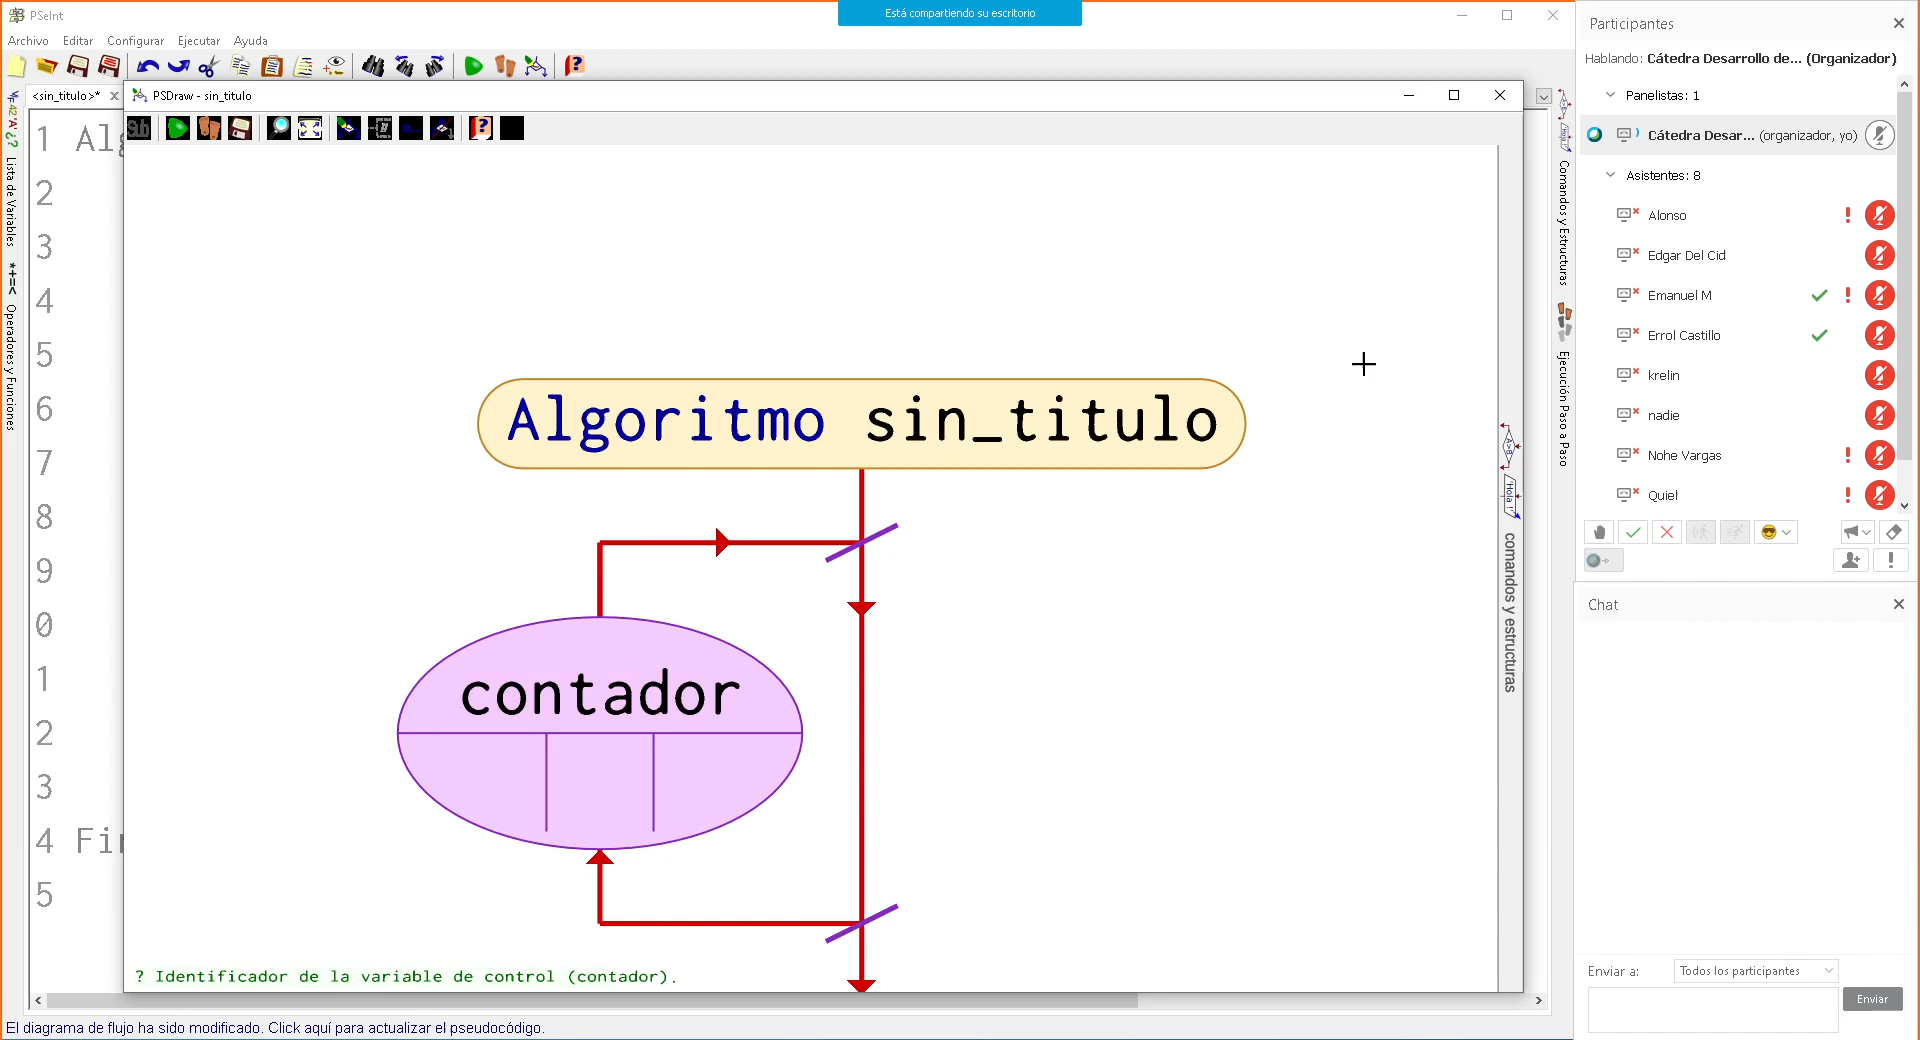 PSeInt
Está compartiendo su escritorio
Archivo Editar Configurar Ejecutar Ayuda
<sin_titulo>*
PSDraw - sin_titulo
Lista de Variables
*+=<
Operadores y Funciones
1
2
3
4
5
6
7
8
9
0
1
2
3
4
5
Algoritmo sin_titulo
contador
? Identificador de la variable de control (contador).
comandos y estructuras
Comandos y Estructuras
Ejecución Paso a Paso
El diagrama de flujo ha sido modificado. Click aquí para actualizar el pseudocódigo.
Participantes
Hablando: Cátedra Desarrollo de... (Organizador)
Panelistas: 1
Cátedra Desar... (organizador, yo)
Asistentes: 8
Alonso
Edgar Del Cid
Emanuel M
Errol Castillo
krelin
nadie
Nohe Vargas
Quiel
Chat
Enviar a: Todos los participantes
Enviar